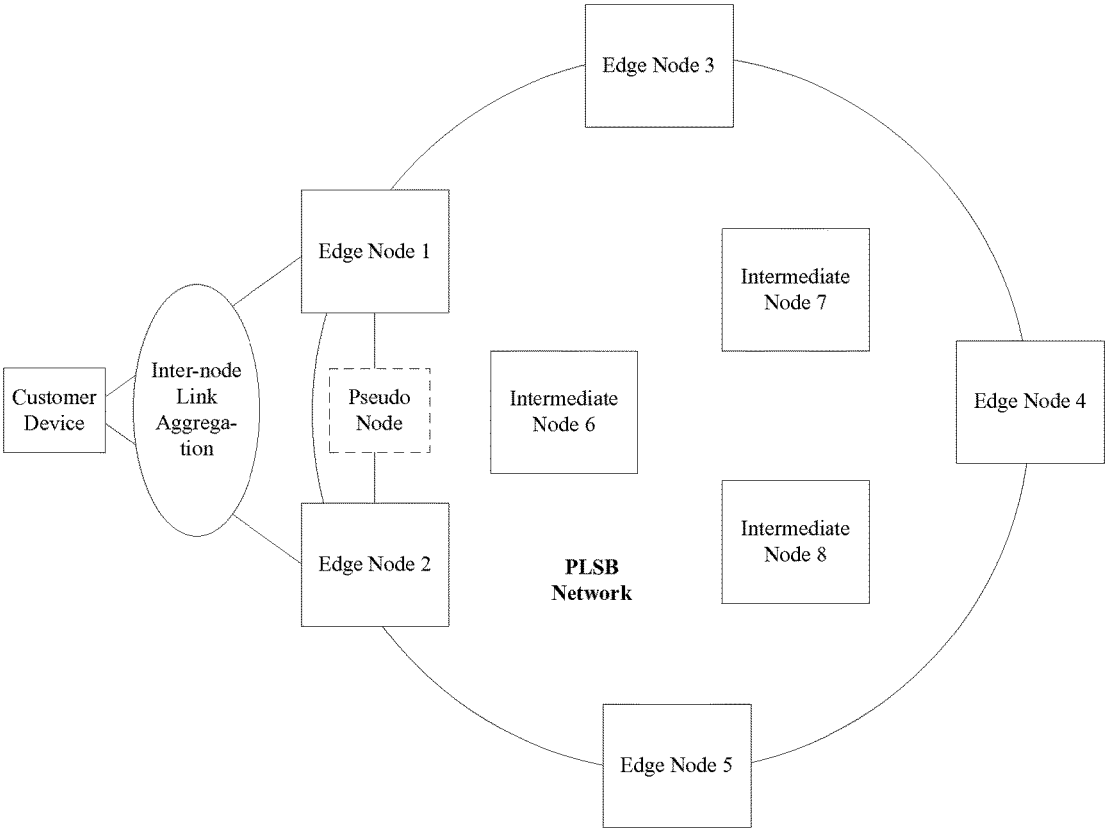 Edge Node 3
Edge Node 1
Intermediate
Node 7
Inter-node
Link
Aggrega-
tion
Customer
Device
Pseudo
Node
Intermediate
Node 6
Edge Node 4
Intermediate
Node 8
Edge Node 2
PLSB
Network
Edge Node 5